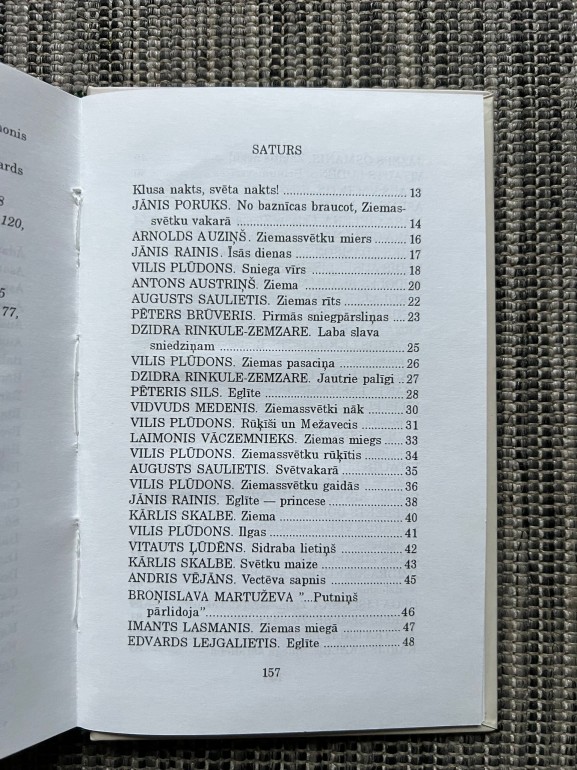 onis
ards
8
120,
5
77,
SATURS
Klusa nakts, svēta nakts! 13
JĀNIS PORUKS. No baznīcas braucot, Ziemas-
svētku vakarā 14
ARNOLDS AUZIŅŠ. Ziemassvētku miers 16
JĀNIS RAINIS. Īsās dienas 17
VILIS PLŪDONS. Sniega vīrs 18
ANTONS AUSTRIŅŠ. Ziema 20
AUGUSTS SAULIETIS. Ziemas rīts 22
PĒTERS BRŪVERIS. Pirmās sniegpārsliņas 23
DZIDRA RINKULE-ZEMZARE. Laba slava
sniedziņam 25
VILIS PLŪDONS. Ziemas pasaciņa 26
DZIDRA RINKULE-ZEMZARE. Jautrie palīgi 27
PĒTERIS SILS. Eglīte 28
VIDVUDS MEDENIS. Ziemassvētki nāk 30
VILIS PLŪDONS. Rūķīši un Mežavecis 31
LAIMONIS VĀCZEMNIEKS. Ziemas miegs 33
VILIS PLŪDONS. Ziemassvētku rūķītis 34
AUGUSTS SAULIETIS. Svētvakarā 35
VILIS PLŪDONS. Ziemassvētku gaidās 36
JĀNIS RAINIS. Eglīte — princese 38
KĀRLIS SKALBE. Ziema 40
VILIS PLŪDONS. Ilgas 41
VITAUTS ĻŪDĒNS. Sidraba lietiņš 42
KĀRLIS SKALBE. Svētku maize 43
ANDRIS VĒJĀNS. Vectēva sapnis 45
BROŅISLAVA MARTUŽEVA "...Putniņš
pārlidoja" 46
IMANTS LASMANIS. Ziemas miegā 47
EDVARDS LEJGALIETIS. Eglīte 48
157